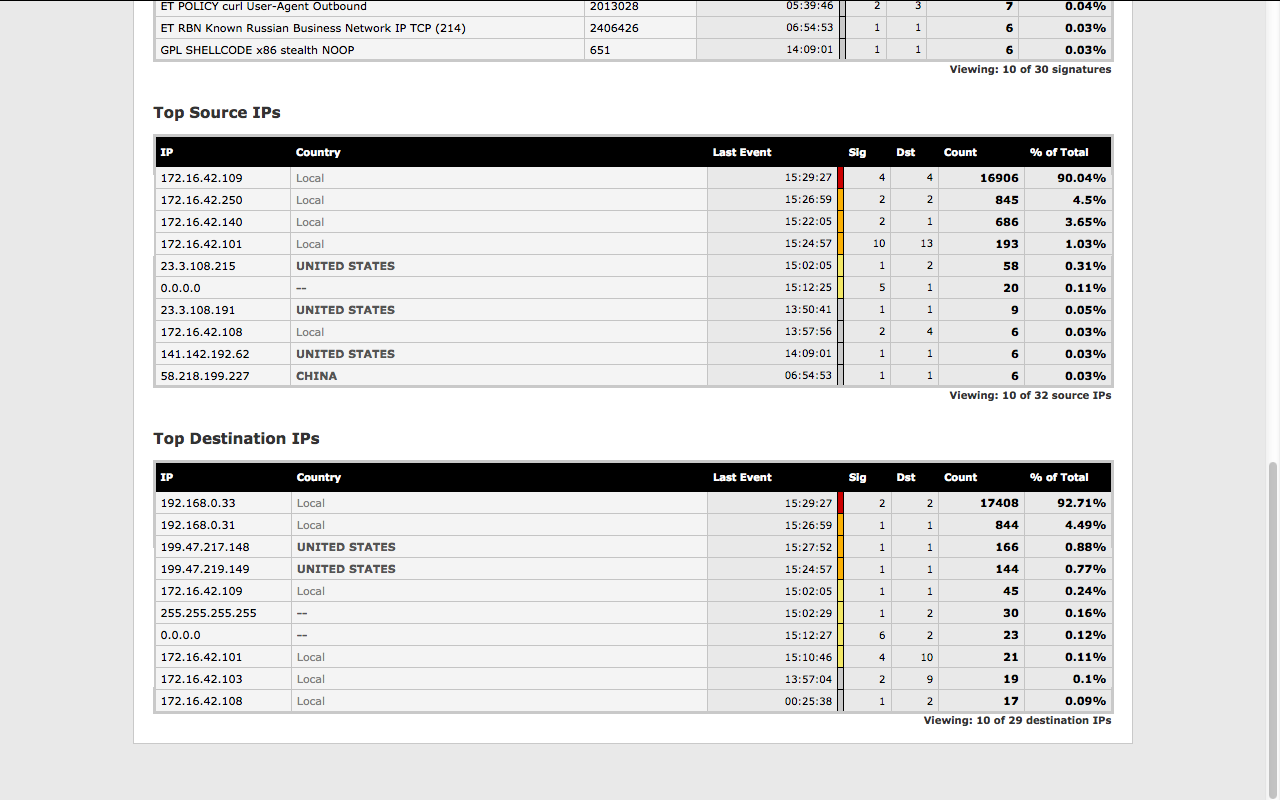 ET POLICY curl User-Agent Outbound 2013028 05:39:46 2 3 7 0.04%
ET RBN Known Russian Business Network IP TCP (214) 2406426 06:54:53 1 1 6 0.03%
GPL SHELLCODE x86 stealth NOOP 651 14:09:01 1 1 6 0.03%
Viewing: 10 of 30 signatures
Top Source IPs
IP Country Last Event Sig Dst Count % of Total
172.16.42.109 Local 15:29:27 4 4 16906 90.04%
172.16.42.250 Local 15:26:59 2 2 845 4.5%
172.16.42.140 Local 15:22:05 2 1 686 3.65%
172.16.42.101 Local 15:24:57 10 13 193 1.03%
23.3.108.215 UNITED STATES 15:02:05 1 2 58 0.31%
0.0.0.0 -- 15:12:25 5 1 20 0.11%
23.3.108.191 UNITED STATES 13:50:41 1 1 9 0.05%
172.16.42.108 Local 13:57:56 2 4 6 0.03%
141.142.192.62 UNITED STATES 14:09:01 1 1 6 0.03%
58.218.199.227 CHINA 06:54:53 1 1 6 0.03%
Viewing: 10 of 32 source IPs
Top Destination IPs
IP Country Last Event Sig Dst Count % of Total
192.168.0.33 Local 15:29:27 2 2 17408 92.71%
192.168.0.31 Local 15:26:59 1 1 844 4.49%
199.47.217.148 UNITED STATES 15:27:52 1 1 166 0.88%
199.47.219.149 UNITED STATES 15:24:57 1 1 144 0.77%
172.16.42.109 Local 15:02:05 1 1 45 0.24%
255.255.255.255 -- 15:02:29 1 2 30 0.16%
0.0.0.0 -- 15:12:27 6 2 23 0.12%
172.16.42.101 Local 15:10:46 4 10 21 0.11%
172.16.42.103 Local 13:57:04 2 9 19 0.1%
172.16.42.108 Local 00:25:38 1 2 17 0.09%
Viewing: 10 of 29 destination IPs